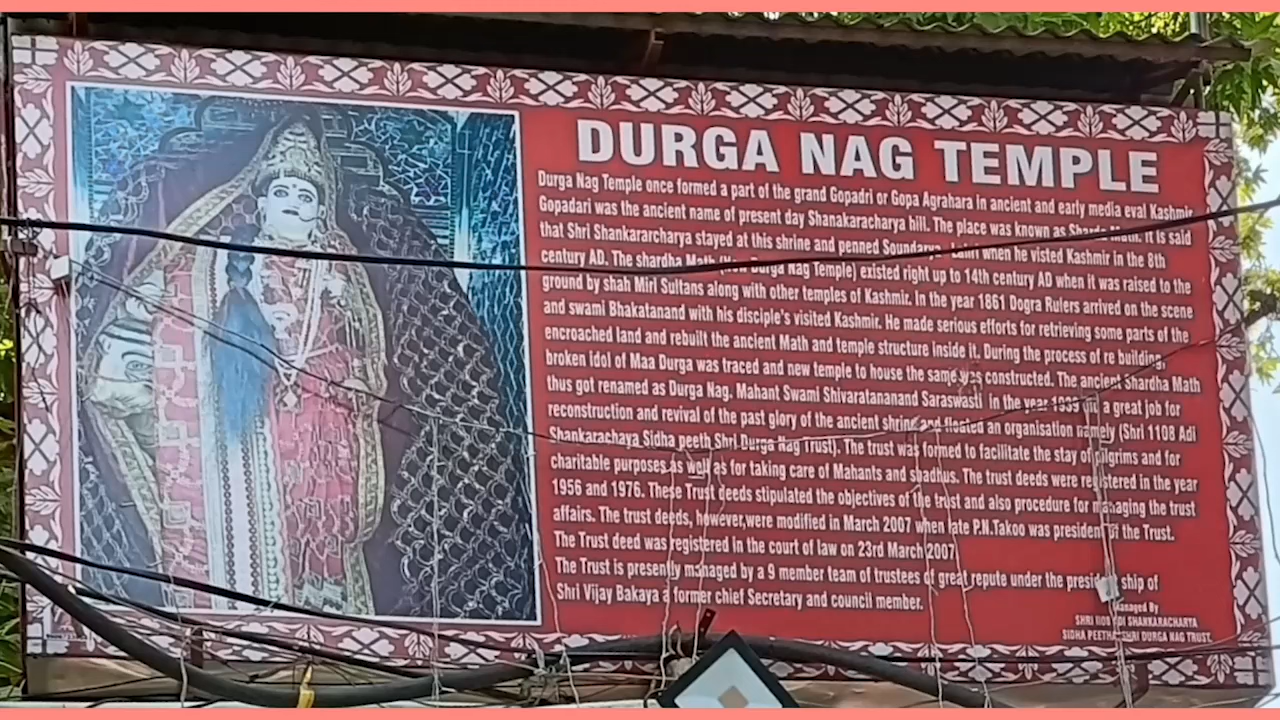 DURGA NAG TEMPLE
Durga Nag Temple once formed a part of the grand Gopadri or Gopa Agrahara in ancient and early media eval Kashmir
Gopadari was the ancient name of present day Shanakaracharya hill. The place was known as Sharda Math. It is said
that Shri Shankararcharya stayed at this shrine and penned Soundarya Lahri when he visted Kashmir in the 8th
century AD. The shardha Math (Now Durga Nag Temple) existed right up to 14th century AD when it was raised to the
ground by shah Miri Sultans along with other temples of Kashmir. In the year 1861 Dogra Rulers arrived on the scene
and swami Bhakatanand with his disciple's visited Kashmir. He made serious efforts for retrieving some parts of the
encroached land and rebuilt the ancient Math and temple structure inside it. During the process of re building,
broken idol of Maa Durga was traced and new temple to house the same was constructed. The ancient Shardha Math
thus got renamed as Durga Nag. Mahant Swami Shivaratananand Saraswasti in the year 1939 did a great job for
reconstruction and revival of the past glory of the ancient shrine and floated an organisation namely (Shri 1108 Adi
Shankarachaya Sidha peeth Shri Durga Nag Trust). The trust was formed to facilitate the stay of pilgrims and for
charitable purposes as well as for taking care of Mahants and sadhus. The trust deeds were registered in the year
1956 and 1976. These Trust deeds stipulated the objectives of the trust and also procedure for managing the trust
affairs. The trust deeds, however,were modified in March 2007 when late P.N.Takoo was president of the Trust.
The Trust deed was registered in the court of law on 23rd March 2007
The Trust is presently managed by a 9 member team of trustees of great repute under the president ship of
Shri Vijay Bakaya a former chief Secretary and council member.
Managed By
SHRI 1108 ADI SHANKARACHARYA
SIDHA PEETHA SHRI DURGA NAG TRUST.